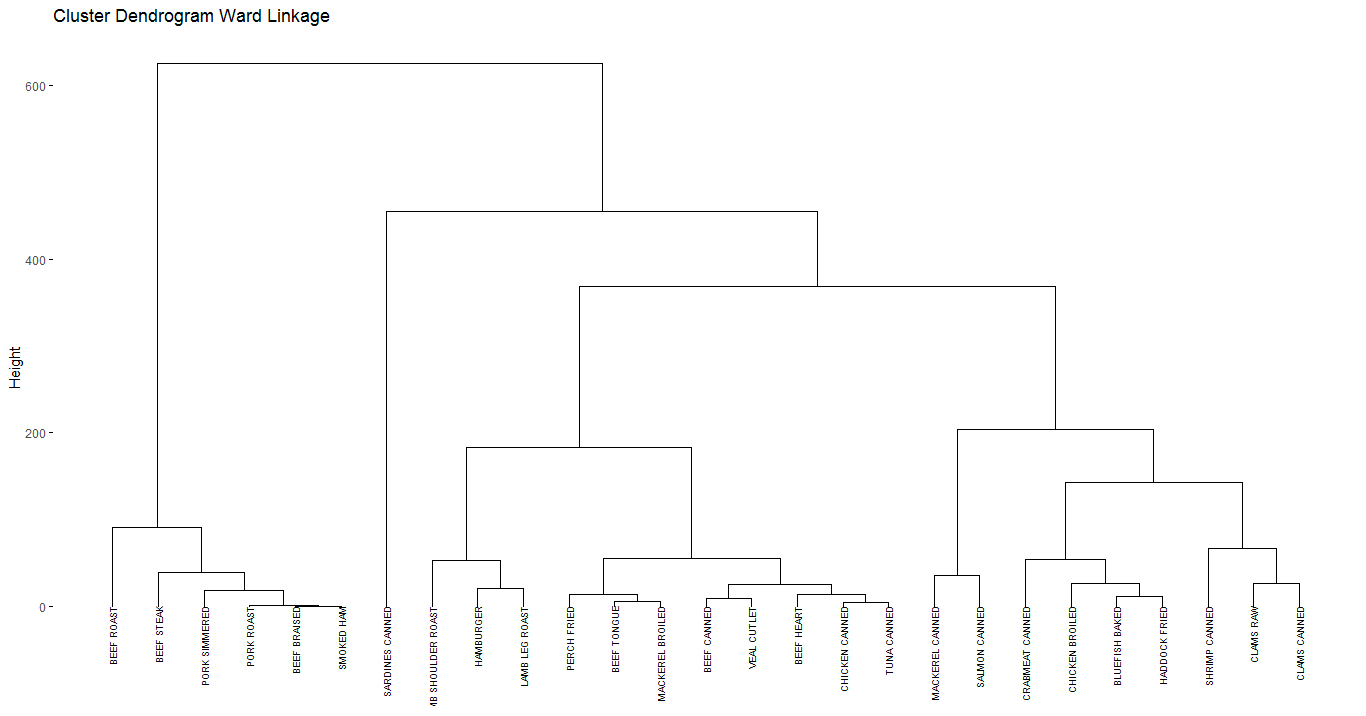 Cluster Dendrogram Ward Linkage
600
400
200
0
Height
BEEF ROAST
BEEF STEAK
PORK SIMMERED
PORK ROAST
BEEF BRAISED
SMOKED HAM
SARDINES CANNED
MB SHOULDER ROAST
HAMBURGER
LAMB LEG ROAST
PERCH FRIED
BEEF TONGUE
MACKEREL BROILED
BEEF CANNED
VEAL CUTLET
BEEF HEART
CHICKEN CANNED
TUNA CANNED
MACKEREL CANNED
SALMON CANNED
CRABMEAT CANNED
CHICKEN BROILED
BLUEFISH BAKED
HADDOCK FRIED
SHRIMP CANNED
CLAMS RAW
CLAMS CANNED